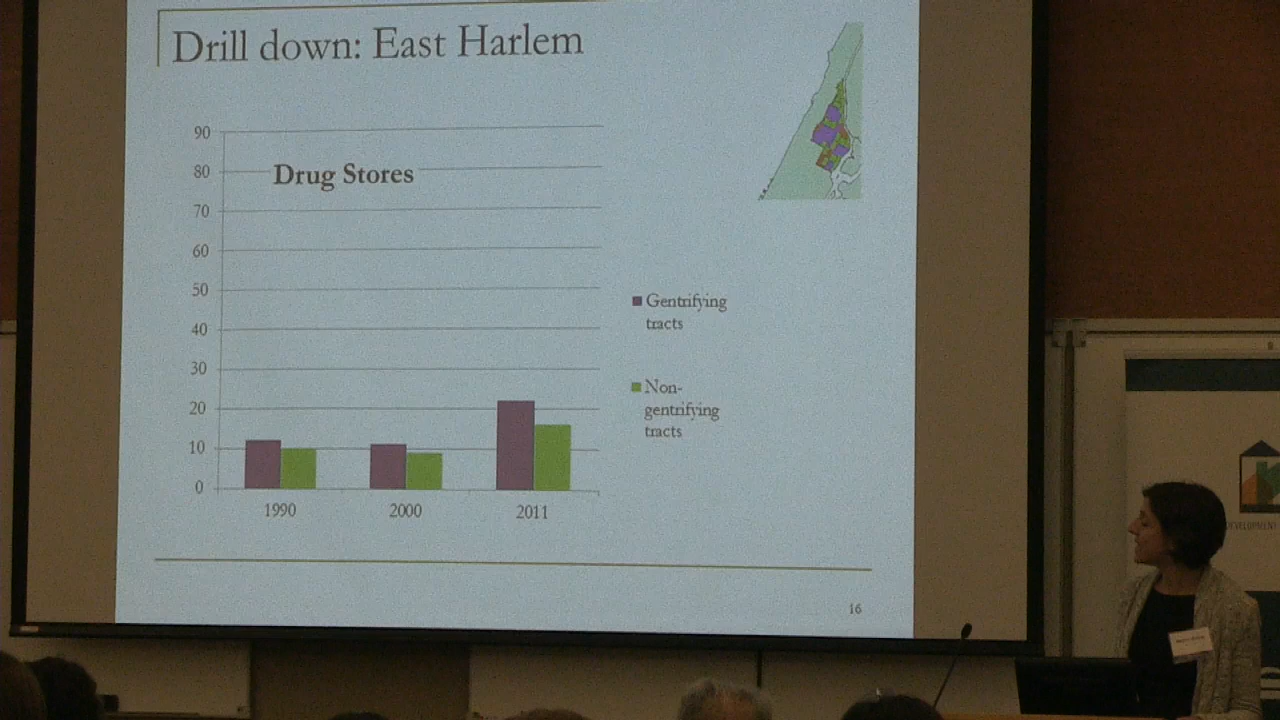 Drill down: East Harlem
Drug Stores
90
80
70
60
50
40
30
20
10
0
1990 2000 2011
Gentrifying
tracts
Non-
gentrifying
tracts
16